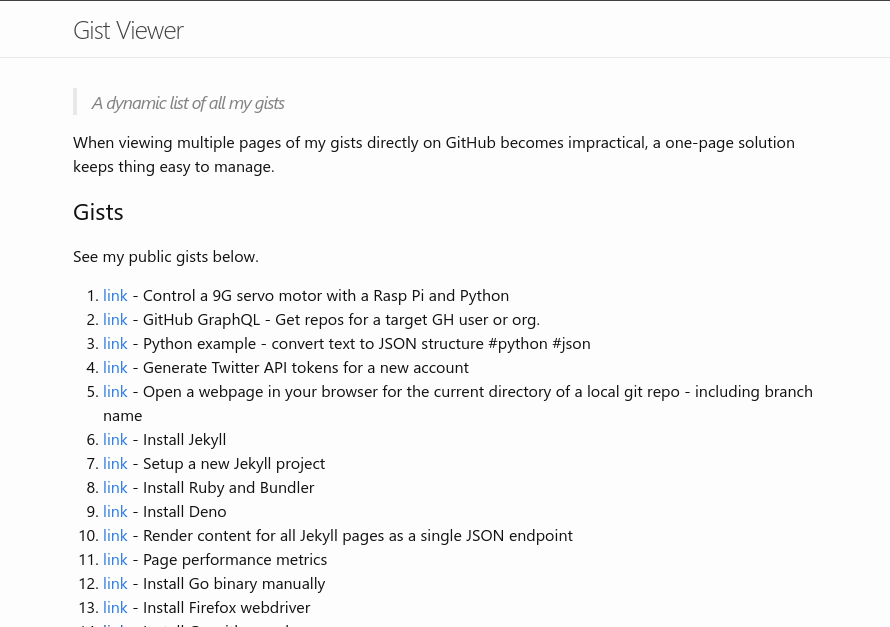 Gist Viewer
A dynamic list of all my gists
When viewing multiple pages of my gists directly on GitHub becomes impractical, a one-page solution
keeps thing easy to manage.
Gists
See my public gists below.
1. link - Control a 9G servo motor with a Rasp Pi and Python
2. link - GitHub GraphQL - Get repos for a target GH user or org.
3. link - Python example - convert text to JSON structure #python #json
4. link - Generate Twitter API tokens for a new account
5. link - Open a webpage in your browser for the current directory of a local git repo - including branch
name
6. link - Install Jekyll
7. link - Setup a new Jekyll project
8. link - Install Ruby and Bundler
9. link - Install Deno
10. link - Render content for all Jekyll pages as a single JSON endpoint
11. link - Page performance metrics
12. link - Install Go binary manually
13. link - Install Firefox webdriver